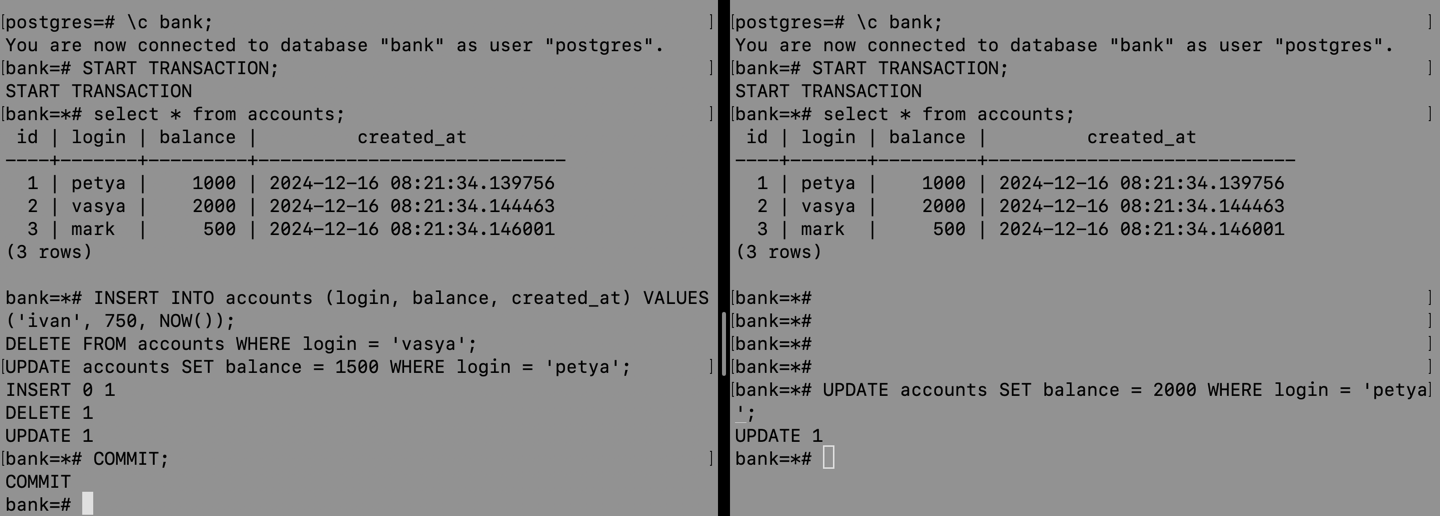 [postgres=# \c bank; ]
You are now connected to database "bank" as user "postgres".
[bank=# START TRANSACTION; ]
START TRANSACTION
[bank=*# select * from accounts; ]
 id | login | balance |         created_at
----+-------+---------+----------------------------
  1 | petya |    1000 | 2024-12-16 08:21:34.139756
  2 | vasya |    2000 | 2024-12-16 08:21:34.144463
  3 | mark  |     500 | 2024-12-16 08:21:34.146001
(3 rows)
bank=*# INSERT INTO accounts (login, balance, created_at) VALUES
('ivan', 750, NOW());
DELETE FROM accounts WHERE login = 'vasya';
[UPDATE accounts SET balance = 1500 WHERE login = 'petya'; ]
INSERT 0 1
DELETE 1
UPDATE 1
[bank=*# COMMIT; ]
COMMIT
bank=#
[postgres=# \c bank; ]
You are now connected to database "bank" as user "postgres".
[bank=# START TRANSACTION; ]
START TRANSACTION
[bank=*# select * from accounts; ]
 id | login | balance |         created_at
----+-------+---------+----------------------------
  1 | petya |    1000 | 2024-12-16 08:21:34.139756
  2 | vasya |    2000 | 2024-12-16 08:21:34.144463
  3 | mark  |     500 | 2024-12-16 08:21:34.146001
(3 rows)
[bank=*# ]
[bank=*# ]
[bank=*# ]
[bank=*# ]
[bank=*# UPDATE accounts SET balance = 2000 WHERE login = 'petya]
';
UPDATE 1
bank=*#